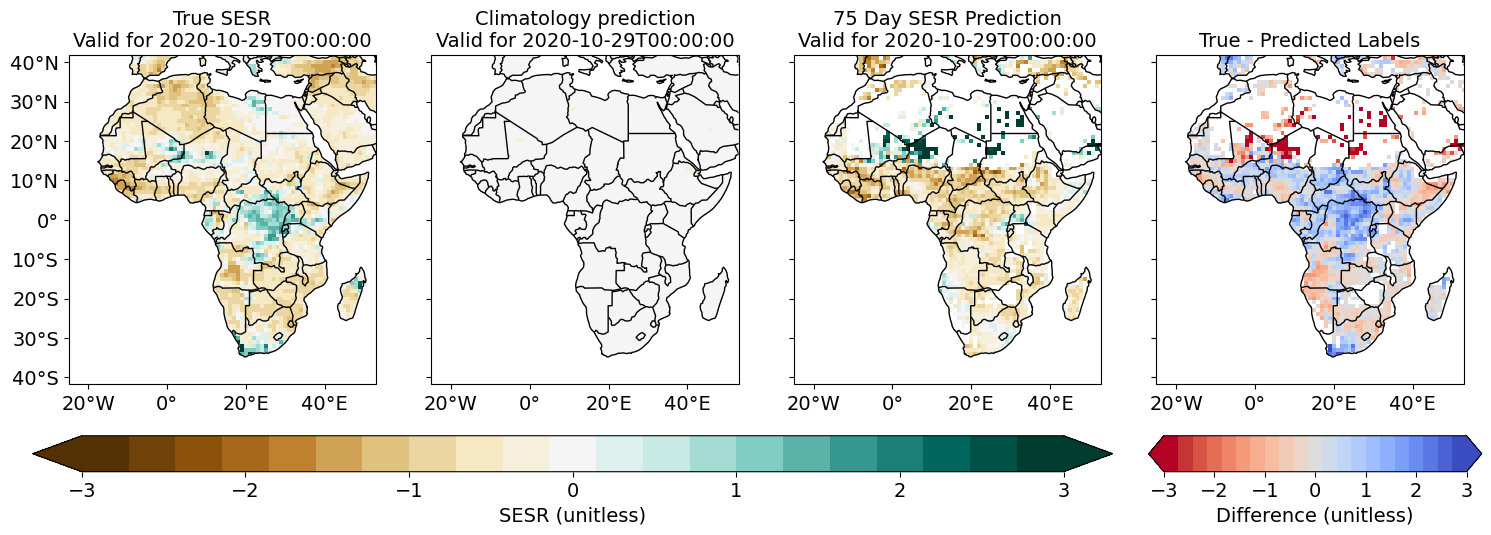 True SESR
Valid for 2020-10-29T00:00:00
Climatology prediction
Valid for 2020-10-29T00:00:00
75 Day SESR Prediction
Valid for 2020-10-29T00:00:00
True - Predicted Labels
40°N
30°N
20°N
10°N
0°
10°S
20°S
30°S
40°S
20°W 0° 20°E 40°E
20°W 0° 20°E 40°E
20°W 0° 20°E 40°E
20°W 0° 20°E 40°E
−3 −2 −1 0 1 2 3
SESR (unitless)
−3 −2 −1 0 1 2 3
Difference (unitless)